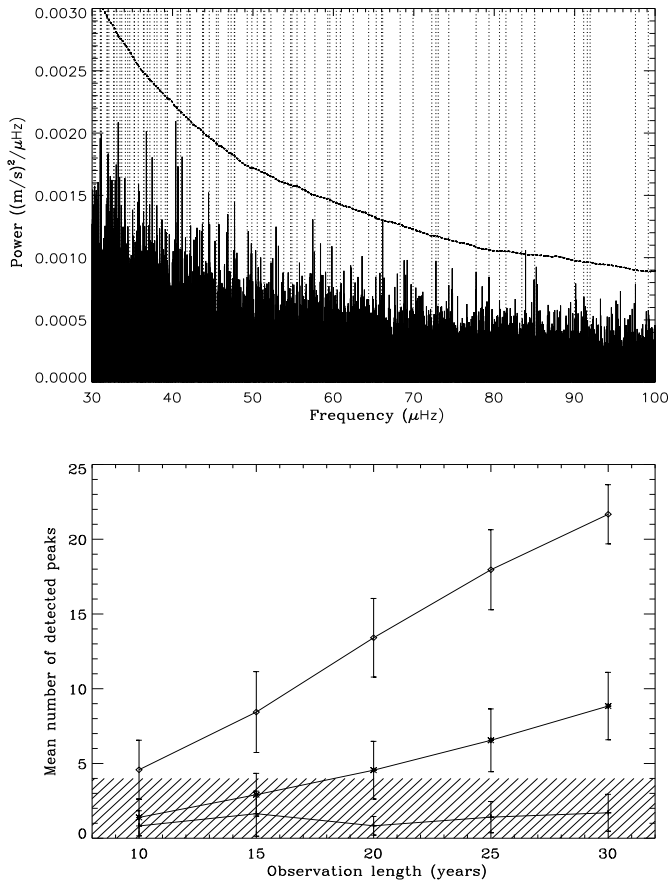 0.0030
0.0025
0.0020
0.0015
0.0010
0.0005
0.0000
Power ((m/s)²/μHz)
30 40 50 60 70 80 90 100
Frequency (μHz)
25
20
15
10
5
0
Mean number of detected peaks
10 15 20 25 30
Observation length (years)